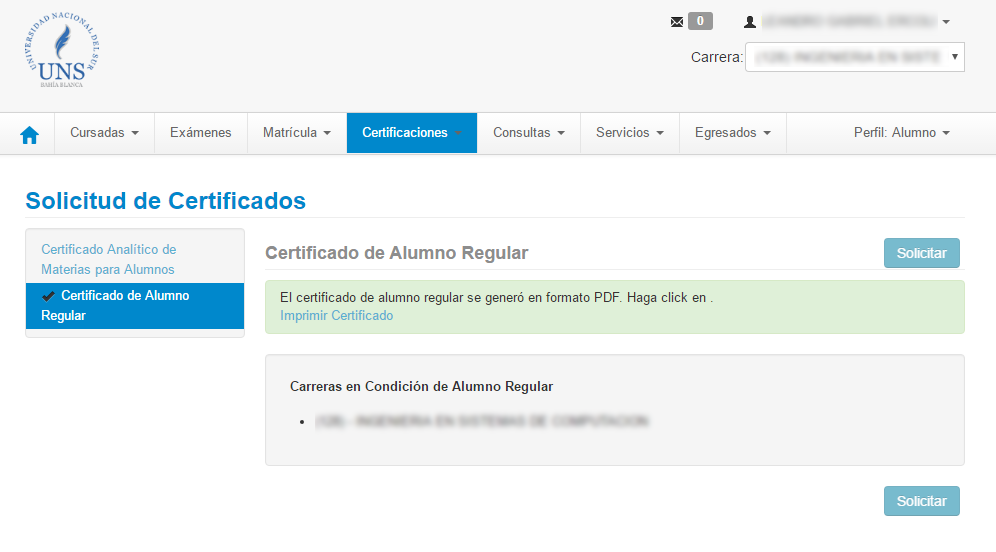 UNIVERSIDAD NACIONAL DEL SUR
UNS
BAHÍA BLANCA
0
Carrera:
Cursadas
Exámenes
Matrícula
Certificaciones
Consultas
Servicios
Egresados
Perfil: Alumno
Solicitud de Certificados
Certificado Analítico de
Materias para Alumnos
Certificado de Alumno
Regular
Certificado de Alumno Regular
Solicitar
El certificado de alumno regular se generó en formato PDF. Haga click en .
Imprimir Certificado
Carreras en Condición de Alumno Regular
Solicitar